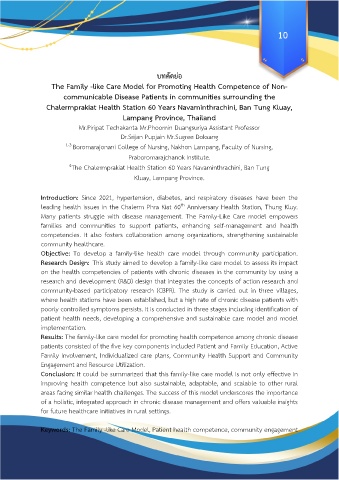 10
บทคัดย่อ
The Family -like Care Model for Promoting Health Competence of Non-
communicable Disease Patients in communities surrounding the
Chalermprakiat Health Station 60 Years Navaminthrachini, Ban Tung Kluay,
Lampang Province, Thailand
Mr.Piripat Techakanta Mr.Phoomin Duangsuriya Assistant Professor
Dr.Srijan Pupjain Mr.Sugree Doksang
Boromarajonani College of Nursing, Nakhon Lampang, Faculty of Nursing,
Praboromarajchanok Institute.
The Chalermprakiat Health Station 60 Years Navaminthrachini, Ban Tung
Kluay, Lampang Province.
Introduction: Since 2021, hypertension, diabetes, and respiratory diseases have been the
leading health issues in the Chalerm Phra Kiat 60th Anniversary Health Station, Thung Kluy.
Many patients struggle with disease management. The Family-Like Care model empowers
families and communities to support patients, enhancing self-management and health
competencies. It also fosters collaboration among organizations, strengthening sustainable
community healthcare.
Objective: To develop a family-like health care model through community participation.
Research Design: This study aimed to develop a family-like care model to assess its impact
on the health competencies of patients with chronic diseases in the community by using a
research and development (R&D) design that integrates the concepts of action research and
community-based participatory research (CBPR). The study is carried out in three villages,
where health stations have been established, but a high rate of chronic disease patients with
poorly controlled symptoms persists. It is conducted in three stages including identification of
patient health needs, developing a comprehensive and sustainable care model and model
implementation.
Results: The family-like care model for promoting health competence among chronic disease
patients consisted of the five key components included Patient and Family Education, Active
Family Involvement, Individualized care plans, Community Health Support and Community
Engagement and Resource Utilization.
Conclusion: It could be summarized that this family-like care model is not only effective in
improving health competence but also sustainable, adaptable, and scalable to other rural
areas facing similar health challenges. The success of this model underscores the importance
of a holistic, integrated approach in chronic disease management and offers valuable insights
for future healthcare initiatives in rural settings.
Keywords: The Family -like Care Model, Patient health competence, community engagement